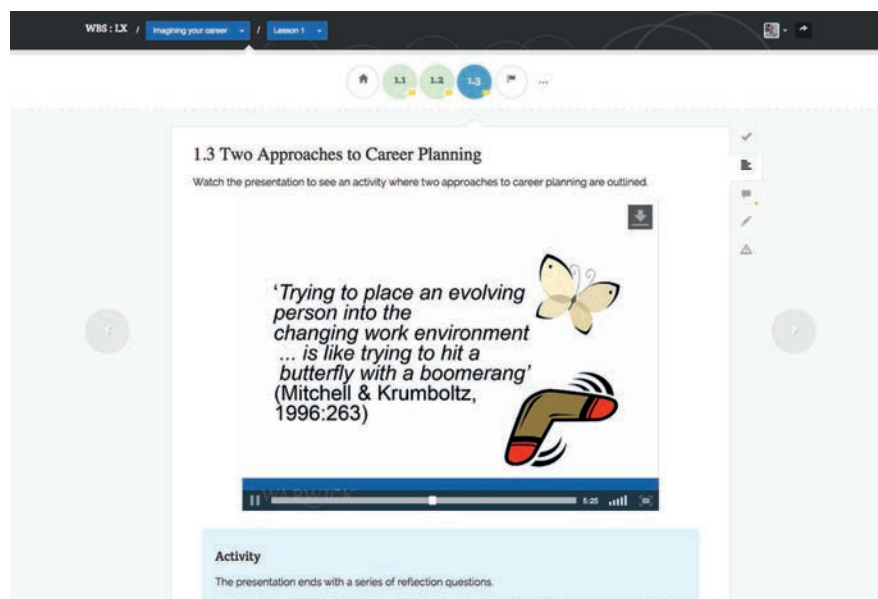 WBS : LX / Imagining your career / Lesson 1
1.1 1.2 1.3 ...
1.3 Two Approaches to Career Planning
Watch the presentation to see an activity where two approaches to career planning are outlined.
‘Trying to place an evolving
person into the
changing work environment
... is like trying to hit a
butterfly with a boomerang’
(Mitchell & Krumboltz,
1996:263)
WARWICK
5:25
Activity
The presentation ends with a series of reflection questions.